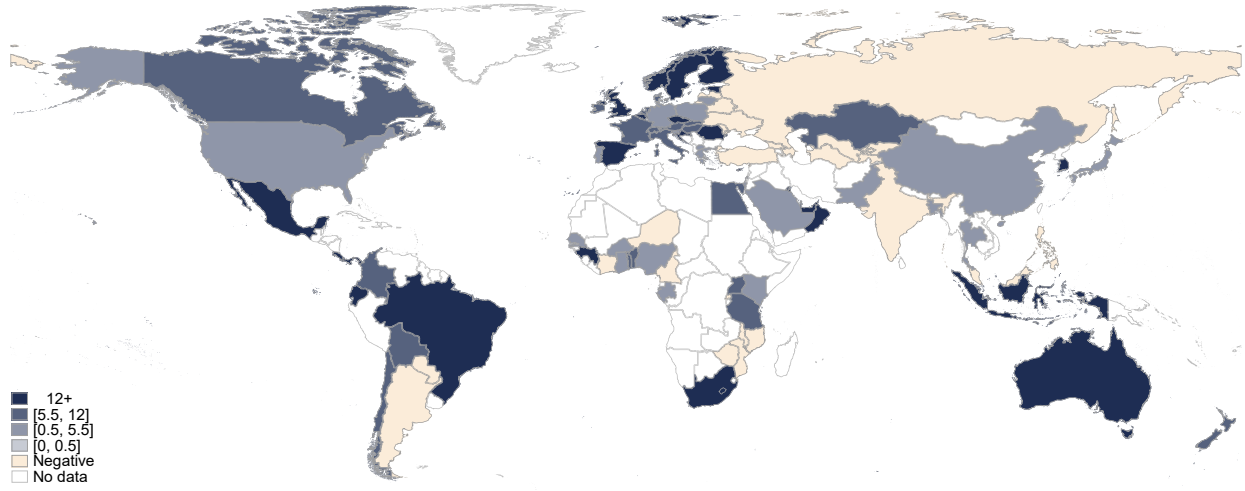 12+
[5.5, 12]
[0.5, 5.5]
[0, 0.5]
Negative
No data